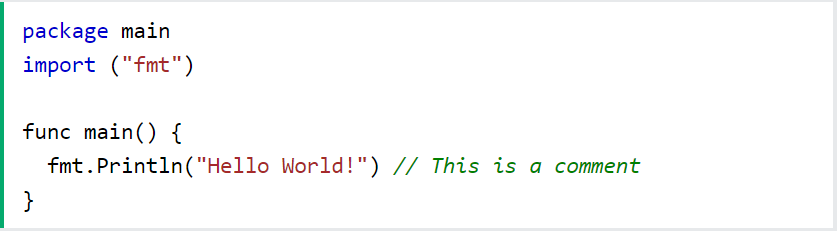 package main
import ("fmt")
func main() {
fmt.Println("Hello World!") // This is a comment
}